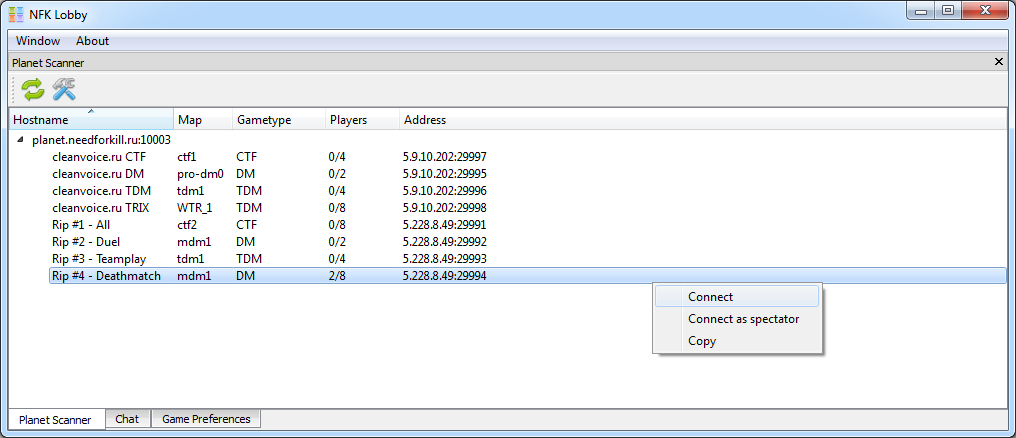 NFK Lobby
Window About
Planet Scanner
Hostname Map Gametype Players Address
planet.needforkill.ru:10003
cleanvoice.ru CTF ctf1 CTF 0/4 5.9.10.202:29997
cleanvoice.ru DM pro-dm0 DM 0/2 5.9.10.202:29995
cleanvoice.ru TDM tdm1 TDM 0/4 5.9.10.202:29996
cleanvoice.ru TRIX WTR_1 TDM 0/8 5.9.10.202:29998
Rip #1 - All ctf2 CTF 0/8 5.228.8.49:29991
Rip #2 - Duel mdm1 DM 0/2 5.228.8.49:29992
Rip #3 - Teamplay tdm1 TDM 0/4 5.228.8.49:29993
Rip #4 - Deathmatch mdm1 DM 2/8 5.228.8.49:29994
Connect
Connect as spectator
Copy
Planet Scanner Chat Game Preferences